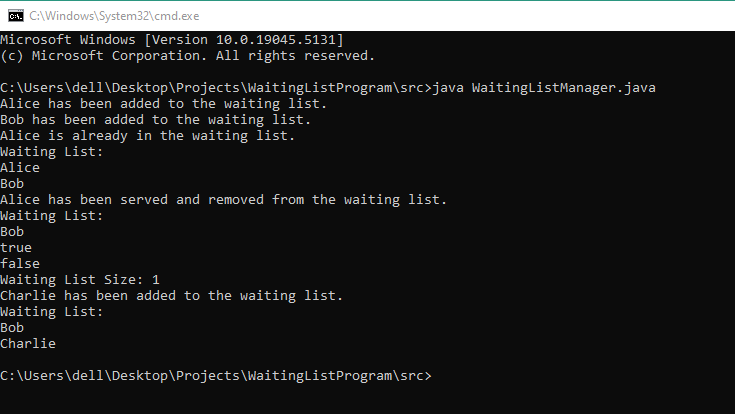 C:\Windows\System32\cmd.exe
Microsoft Windows [Version 10.0.19045.5131]
(c) Microsoft Corporation. All rights reserved.
C:\Users\dell\Desktop\Projects\WaitingListProgram\src>java WaitingListManager.java
Alice has been added to the waiting list.
Bob has been added to the waiting list.
Alice is already in the waiting list.
Waiting List:
Alice
Bob
Alice has been served and removed from the waiting list.
Waiting List:
Bob
true
false
Waiting List Size: 1
Charlie has been added to the waiting list.
Waiting List:
Bob
Charlie
C:\Users\dell\Desktop\Projects\WaitingListProgram\src>